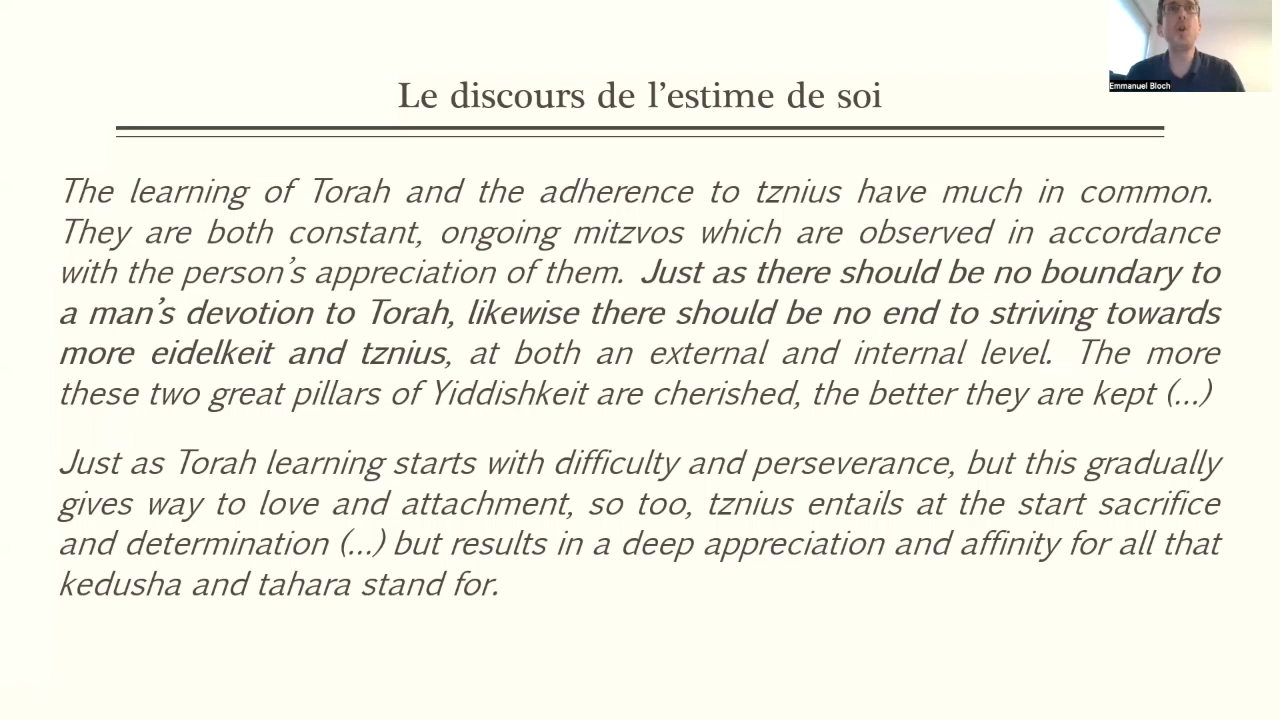 Emmanuel Bloch
Le discours de l’estime de soi
The learning of Torah and the adherence to tznius have much in common.
They are both constant, ongoing mitzvos which are observed in accordance
with the person’s appreciation of them. Just as there should be no boundary to
a man’s devotion to Torah, likewise there should be no end to striving towards
more eidelkeit and tznius, at both an external and internal level. The more
these two great pillars of Yiddishkeit are cherished, the better they are kept (...)
Just as Torah learning starts with difficulty and perseverance, but this gradually
gives way to love and attachment, so too, tznius entails at the start sacrifice
and determination (...) but results in a deep appreciation and affinity for all that
kedusha and tahara stand for.